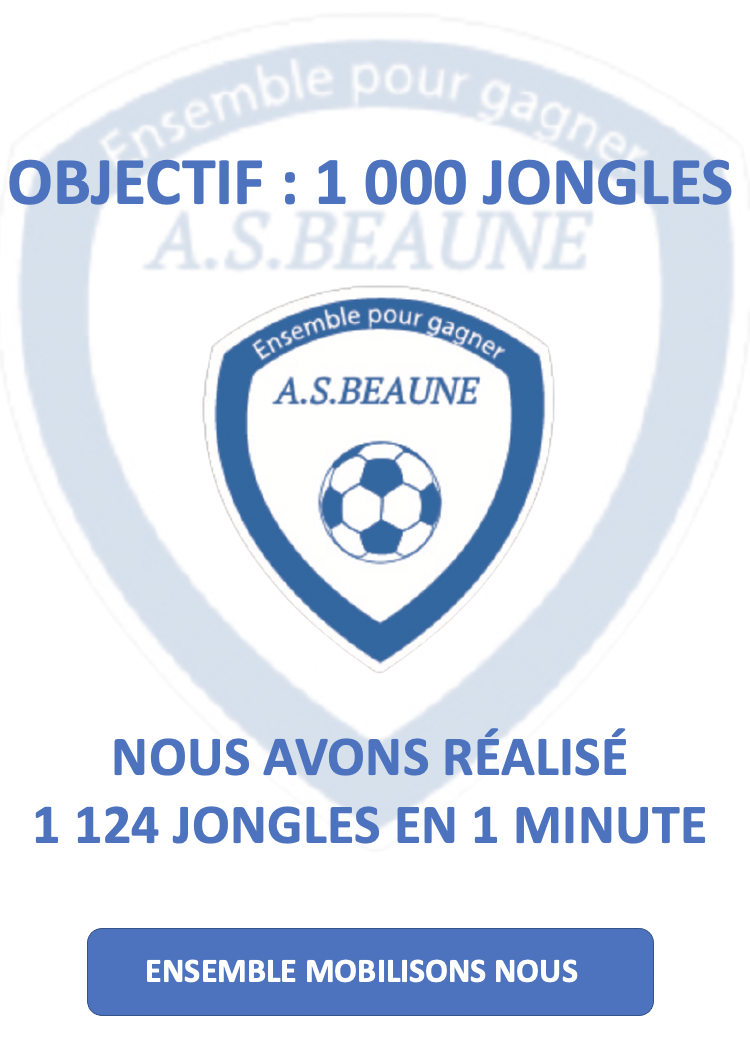 Ensemble pour gagner
OBJECTIF : 1 000 JONGLES
A.S.BEAUNE
Ensemble pour gagner
A.S.BEAUNE
NOUS AVONS RÉALISÉ
1 124 JONGLES EN 1 MINUTE
ENSEMBLE MOBILISONS NOUS